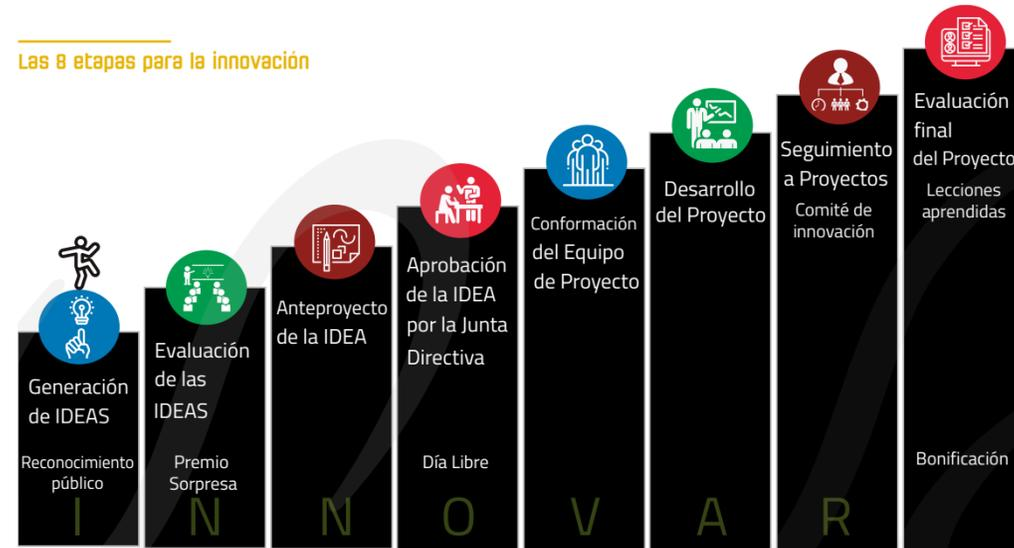 Las 8 etapas para la innovación
Generación
de IDEAS
Reconocimiento
público
Evaluación
de las
IDEAS
Premio
Sorpresa
Anteproyecto
de la IDEA
Aprobación
de la IDEA
por la Junta
Directiva
Día Libre
Conformación
del Equipo
de Proyecto
Desarrollo
del Proyecto
Seguimiento
a Proyectos
Comité de
innovación
Evaluación
final
del Proyecto
Lecciones
aprendidas
Bonificación
I N N O V A R